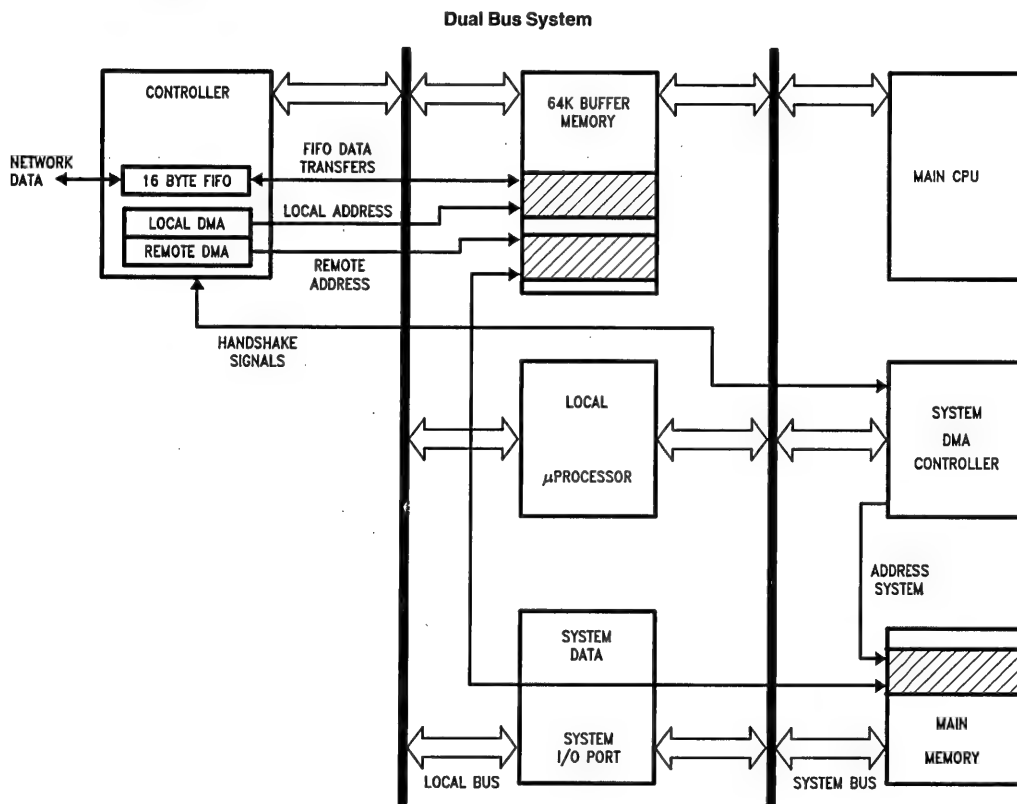 Dual Bus System
CONTROLLER
64K BUFFER
MEMORY
MAIN CPU
NETWORK
DATA
16 BYTE FIFO
FIFO DATA
TRANSFERS
LOCAL DMA
REMOTE DMA
LOCAL ADDRESS
REMOTE
ADDRESS
HANDSHAKE
SIGNALS
LOCAL
μPROCESSOR
SYSTEM
DMA
CONTROLLER
ADDRESS
SYSTEM
SYSTEM
DATA
SYSTEM
I/O PORT
MAIN
MEMORY
LOCAL BUS
SYSTEM BUS